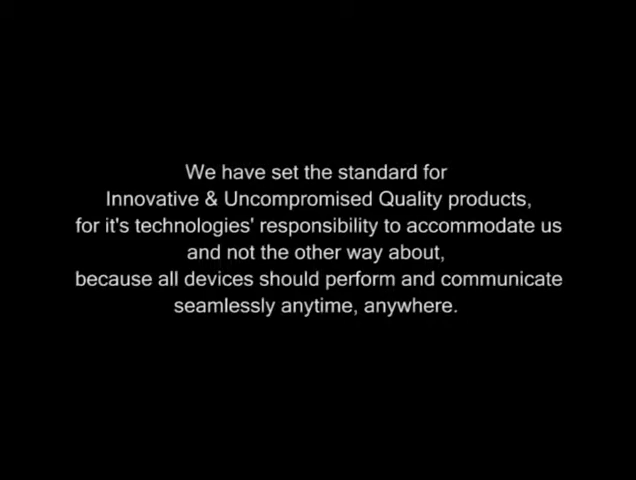 We have set the standard for
Innovative & Uncompromised Quality products,
for it's technologies' responsibility to accommodate us
and not the other way about,
because all devices should perform and communicate
seamlessly anytime, anywhere.